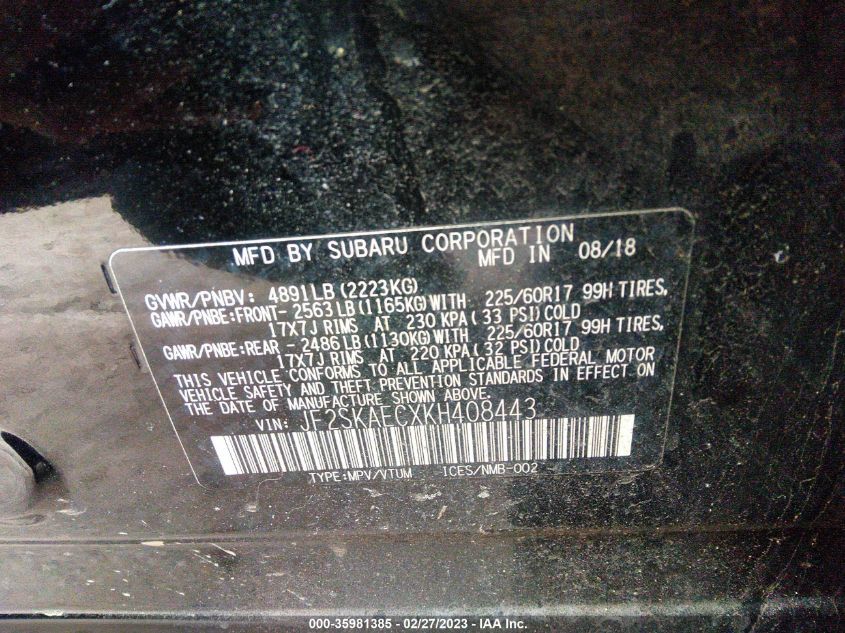 MFD BY SUBARU CORPORATION
MFD IN 08/18
GVWR/PNBV: 4891LB (2223KG)
GAWR/PNBE:FRONT- 2563LB(1165KG)WITH 225/60R17 99H TIRES,
17X7J RIMS AT 230 KPA(33 PSI)COLD
GAWR/PNBE:REAR - 2486LB(1130KG)WITH 225/60R17 99H TIRES,
17X7J RIMS AT 220 KPA(32 PSI)COLD
THIS VEHICLE CONFORMS TO ALL APPLICABLE FEDERAL MOTOR
VEHICLE SAFETY AND THEFT PREVENTION STANDARDS IN EFFECT ON
THE DATE OF MANUFACTURE SHOWN ABOVE.
VIN: JF2SKAECXKH408443
TYPE:MPV/VTUM ICES/NMB-002
000-35981385 - 02/27/2023 - IAA Inc.